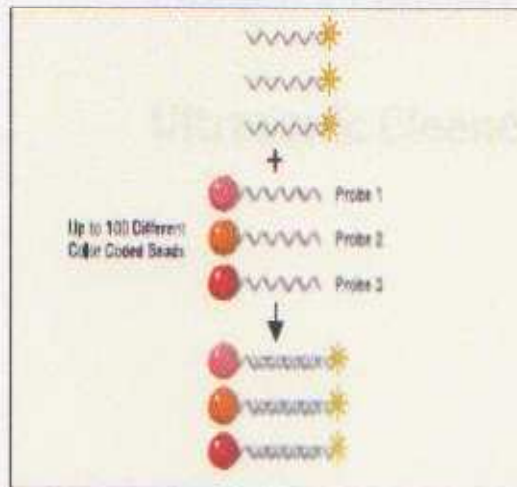 +
Probe 1
Up to 100 Different
Probe 2
Color Coded Beads
Probe 3